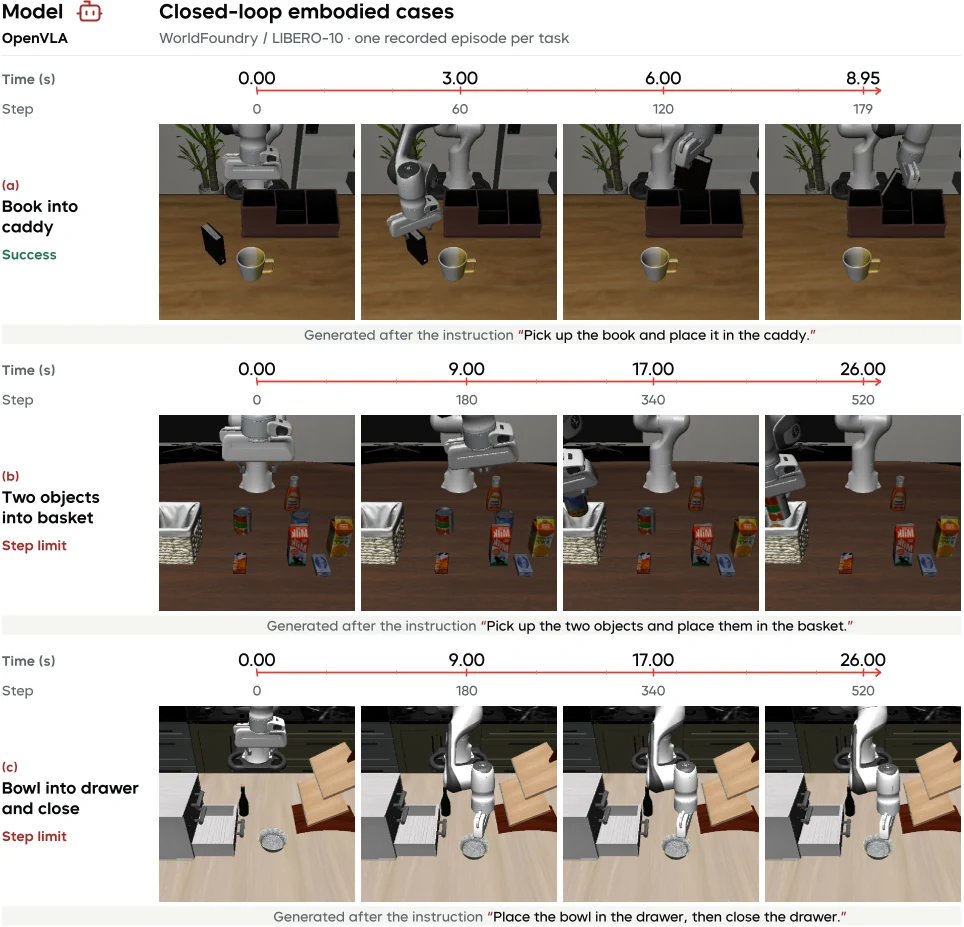 Model
Closed-loop embodied cases
OpenVLA
WorldFoundry / LIBERO-10 · one recorded episode per task
Time (s)
0.00 3.00 6.00 8.95
Step
0 60 120 179
(a)
Book into
caddy
Success
Generated after the instruction “Pick up the book and place it in the caddy.”
Time (s)
0.00 9.00 17.00 26.00
Step
0 180 340 520
(b)
Two objects
into basket
Step limit
Generated after the instruction “Pick up the two objects and place them in the basket.”
Time (s)
0.00 9.00 17.00 26.00
Step
0 180 340 520
(c)
Bowl into drawer
and close
Step limit
Generated after the instruction “Place the bowl in the drawer, then close the drawer.”